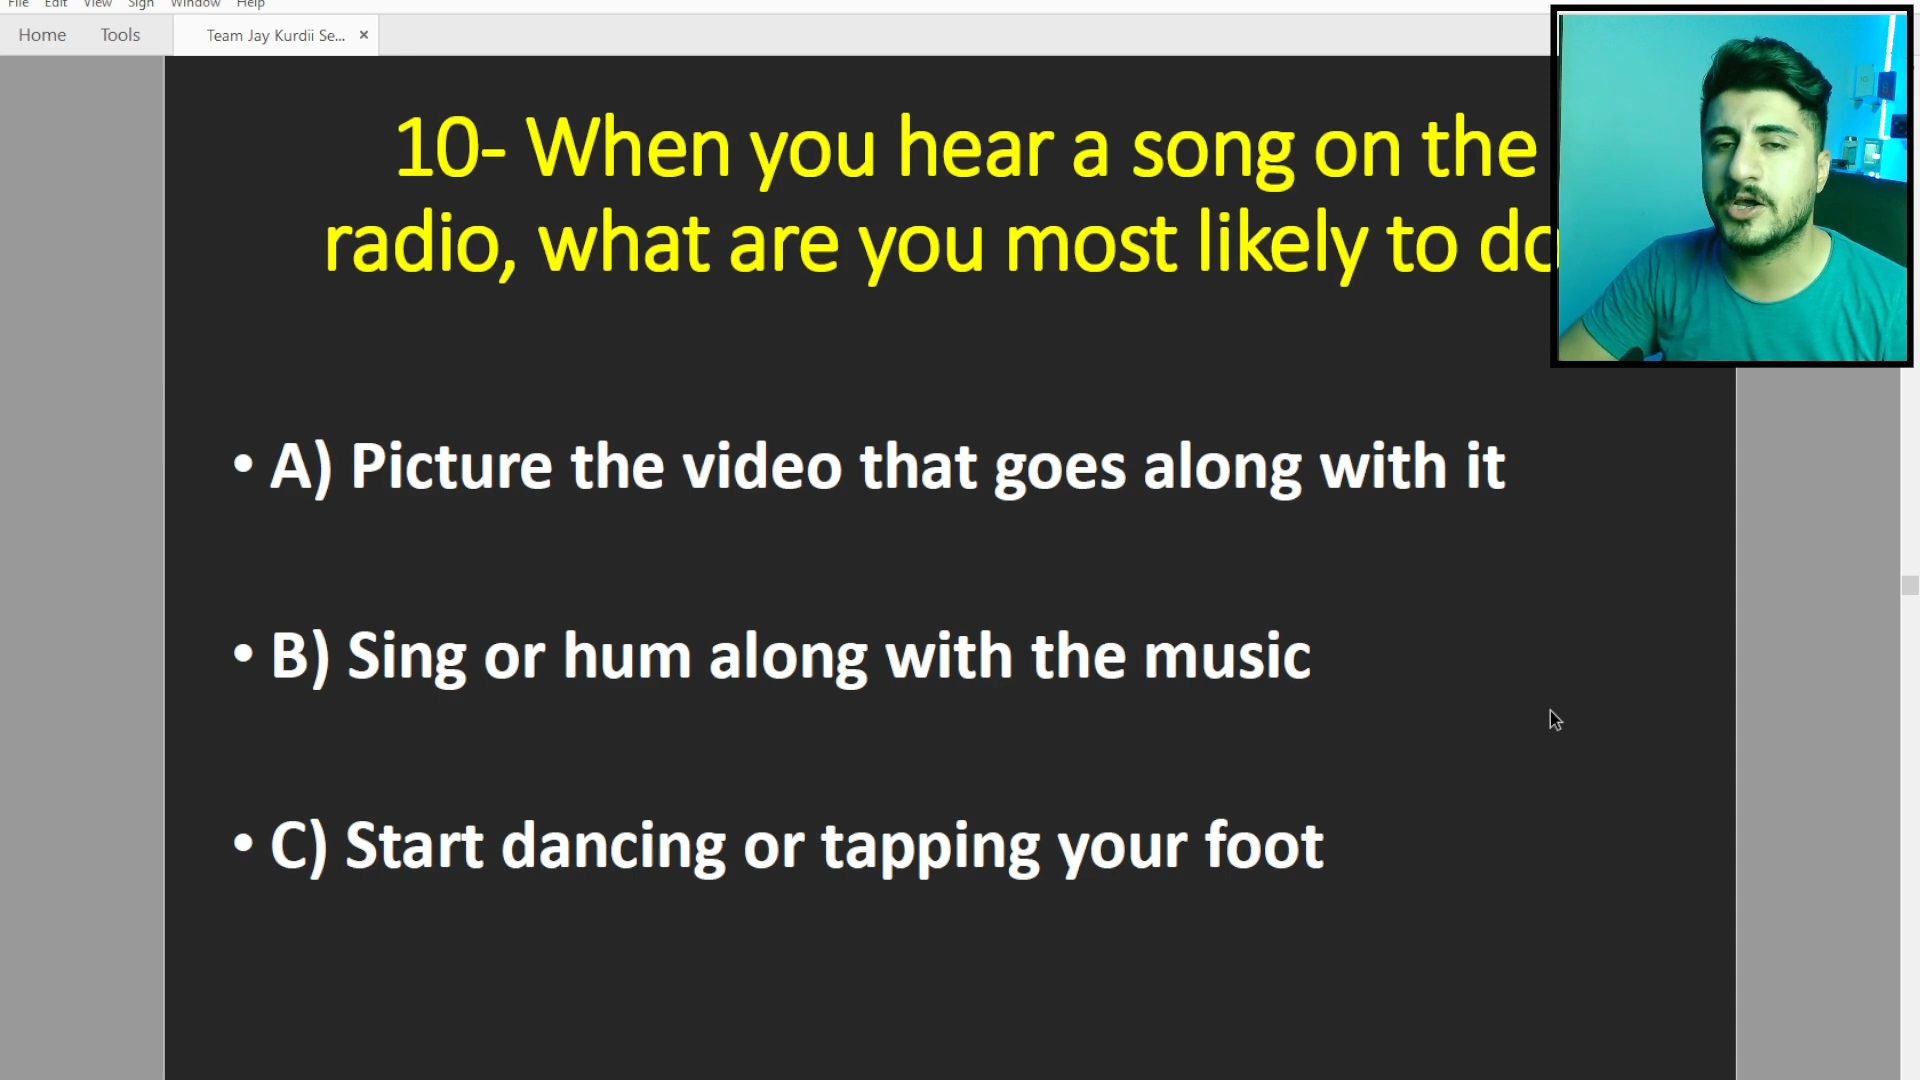 File Edit View Sign Window Help
Home Tools Team Jay Kurdii Se... ×
10- When you hear a song on the
radio, what are you most likely to do
• A) Picture the video that goes along with it
• B) Sing or hum along with the music
• C) Start dancing or tapping your foot